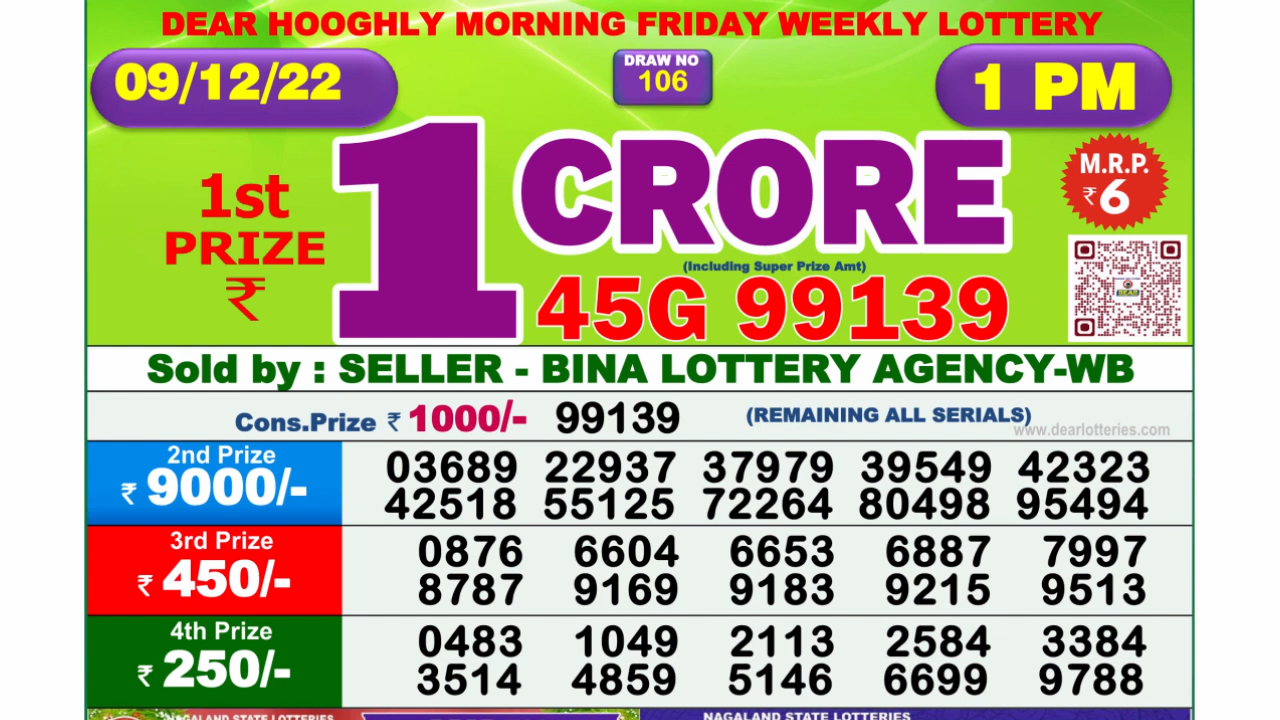 DEAR HOOGHLY MORNING FRIDAY WEEKLY LOTTERY
09/12/22
DRAW NO
106
1 PM
1st
PRIZE
₹
1 CRORE
(Including Super Prize Amt)
45G 99139
M.R.P.
₹6
DEAR
Sold by : SELLER - BINA LOTTERY AGENCY-WB
Cons.Prize ₹ 1000/- 99139 (REMAINING ALL SERIALS)
www.dearlotteries.com
2nd Prize
₹ 9000/-
03689 22937 37979 39549 42323
42518 55125 72264 80498 95494
3rd Prize
₹ 450/-
0876 6604 6653 6887 7997
8787 9169 9183 9215 9513
4th Prize
₹ 250/-
0483 1049 2113 2584 3384
3514 4859 5146 6699 9788
NAGALAND STATE LOTTERIES
NAGALAND STATE LOTTERIES